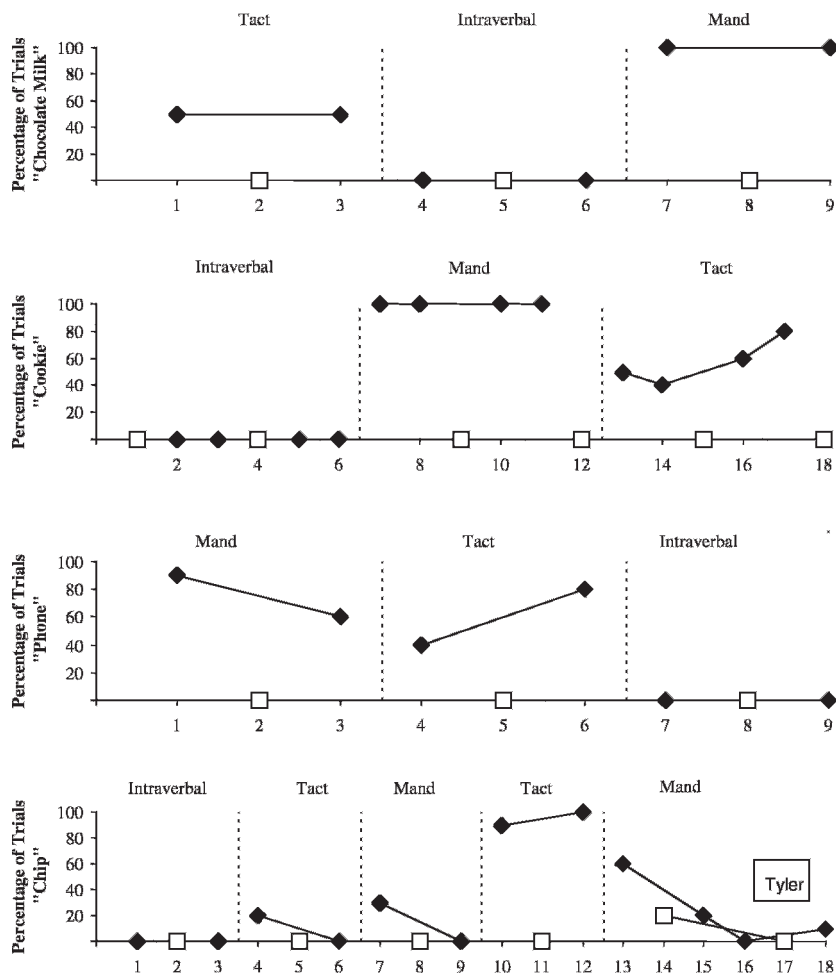 Tact Intraverbal Mand
Percentage of Trials
"Chocolate Milk"
100
80
60
40
20
1 2 3 4 5 6 7 8 9
Intraverbal Mand Tact
Percentage of Trials
"Cookie"
100
80
60
40
20
2 4 6 8 10 12 14 16 18
Mand Tact Intraverbal
Percentage of Trials
"Phone"
100
80
60
40
20
1 2 3 4 5 6 7 8 9
Intraverbal Tact Mand Tact Mand
Percentage of Trials
"Chip"
100
80
60
40
20
Tyler
1 2 3 4 5 6 7 8 9 10 11 12 13 14 15 16 17 18